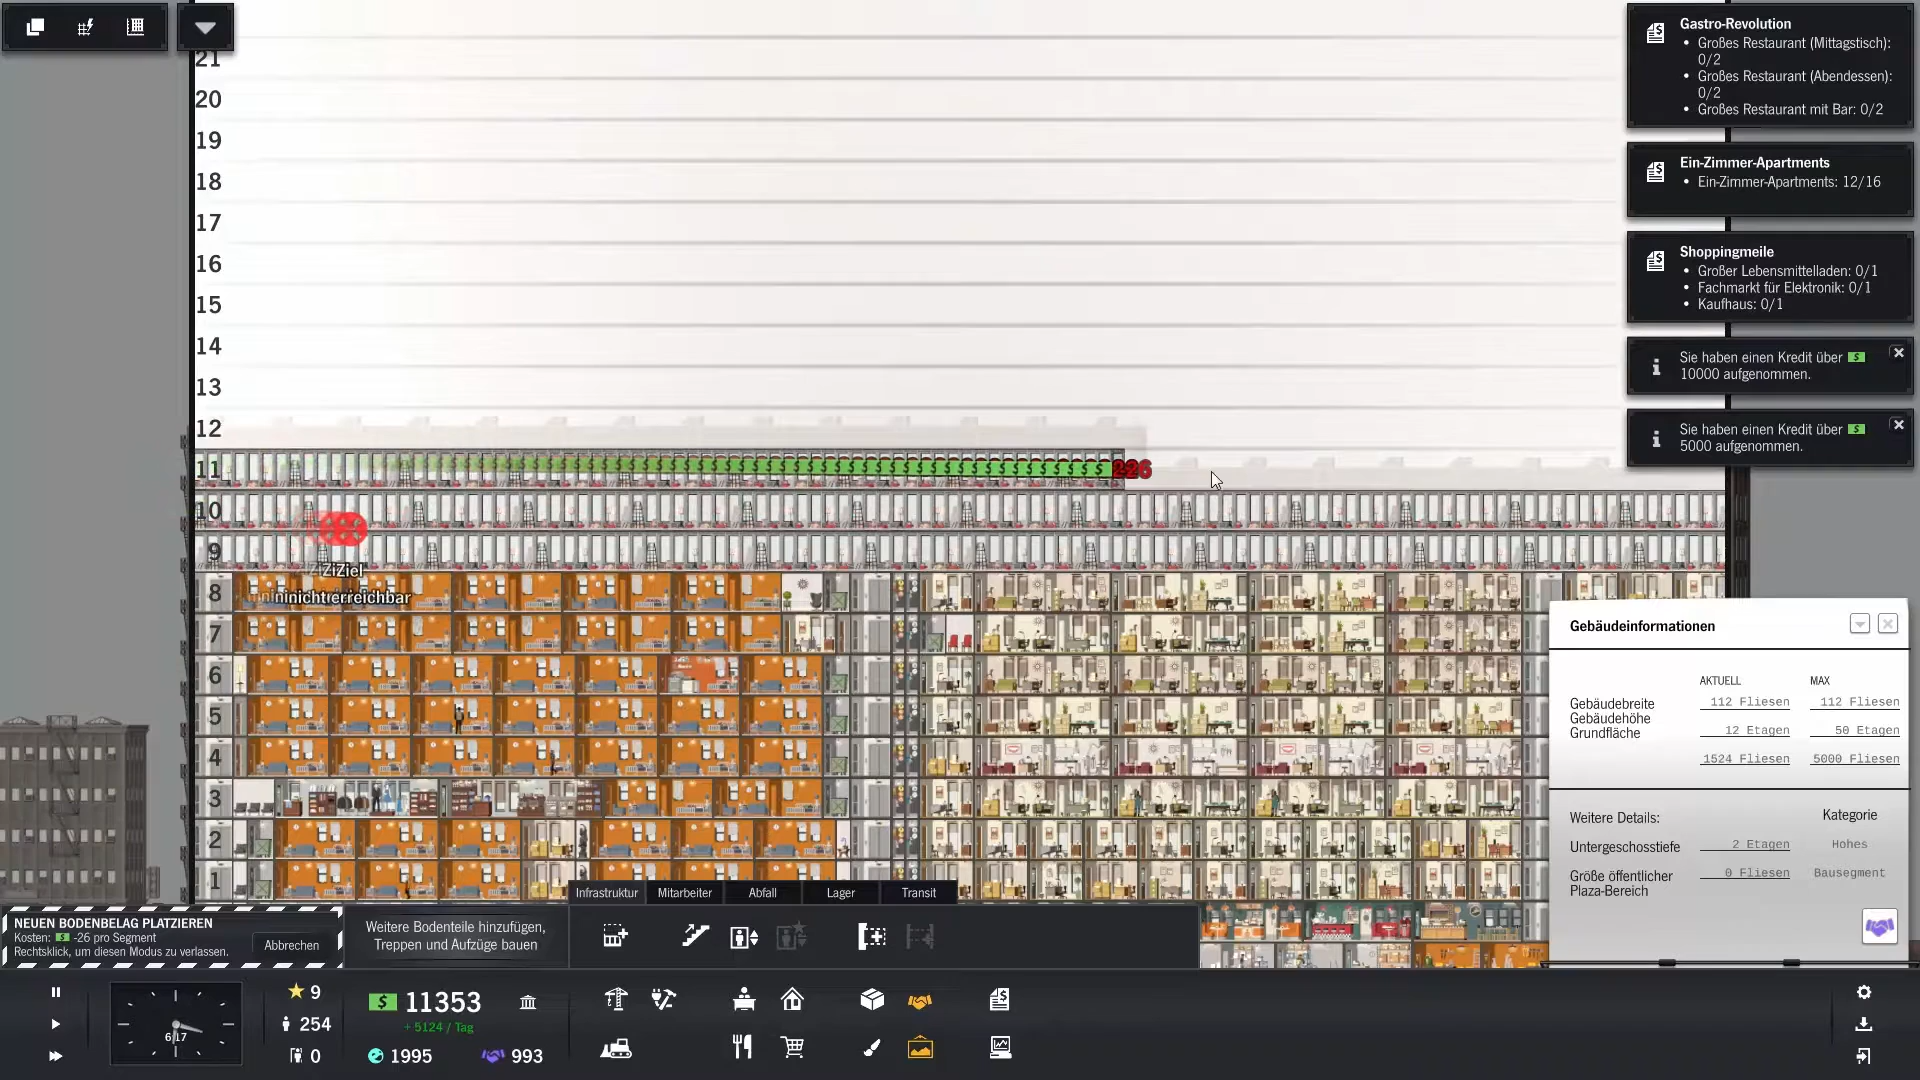 Gastro-Revolution
• Großes Restaurant (Mittagstisch):
0/2
• Großes Restaurant (Abendessen):
0/2
• Großes Restaurant mit Bar: 0/2
Ein-Zimmer-Apartments
• Ein-Zimmer-Apartments: 12/16
Shoppingmeile
• Großer Lebensmittelladen: 0/1
• Fachmarkt für Elektronik: 0/1
• Kaufhaus: 0/1
Sie haben einen Kredit über $
10000 aufgenommen.
Sie haben einen Kredit über $
5000 aufgenommen.
21
20
19
18
17
16
15
14
13
12
11
10
9
8
7
6
5
4
3
2
1
Gebäudeinformationen
AKTUELL MAX
Gebäudebreite 112 Fliesen 112 Fliesen
Gebäudehöhe 12 Etagen 50 Etagen
Grundfläche 1524 Fliesen 5000 Fliesen
Weitere Details: Kategorie
Untergeschosstiefe 2 Etagen Hohes
Größe öffentlicher 0 Fliesen Bausegment
Plaza-Bereich
Infrastruktur Mitarbeiter Abfall Lager Transit
NEUEN BODENBELAG PLATZIEREN
Kosten: $ -26 pro Segment
Rechtsklick, um diesen Modus zu verlassen.
Abbrechen
Weitere Bodenteile hinzufügen,
Treppen und Aufzüge bauen
6:17
9
254
0
$ 11353
+ 5124 / Tag
1995
993